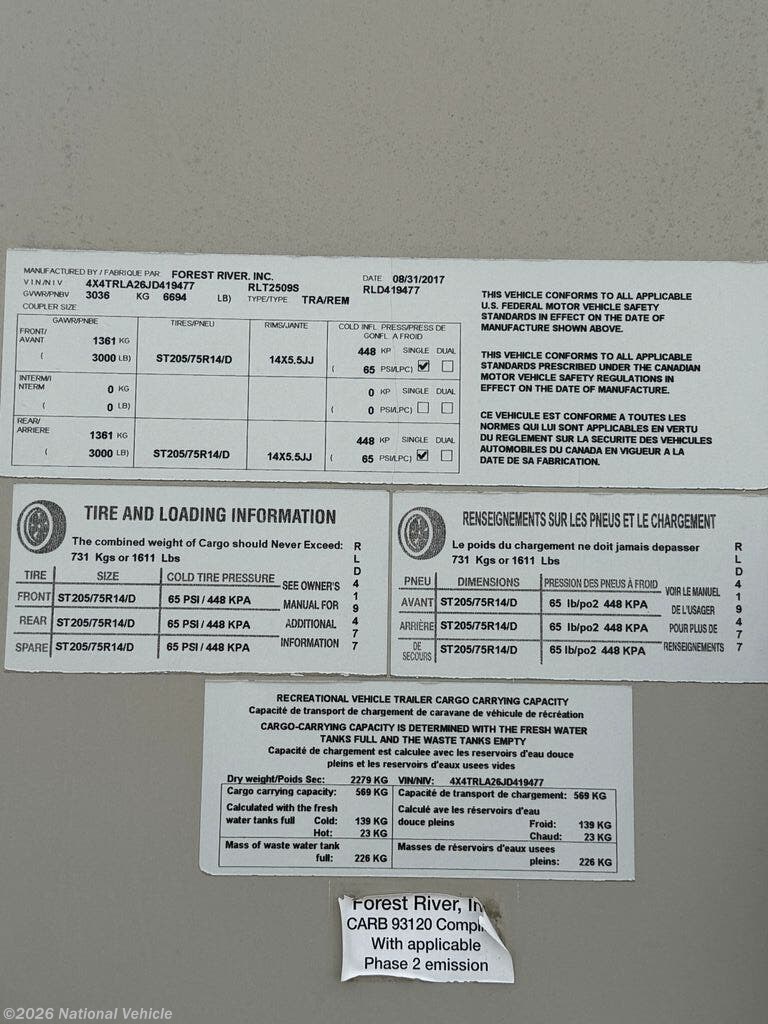 MANUFACTURED BY / FABRIQUE PAR FOREST RIVER, INC. DATE 08/31/2017
V I N /N I V 4X4TRLA26JD419477 RLT2509S RLD419477
GVWR/PNBV 3036 KG 6694 LB) TYPE/TYPE TRA/REM
COUPLER SIZE
GAWR/PNBE TIRES/PNEU RIMS/JANTE COLD INFL. PRESS/PRESS DE
GONFL. A FROID
FRONT/
AVANT 1361 KG 448 KP SINGLE DUAL
( 3000 LB) ST205/75R14/D 14X5.5JJ ( 65 PSI/LPC)
INTERM/I
NTERM 0 KG 0 KP SINGLE DUAL
( 0 LB) ( 0 PSI/LPC)
REAR/
ARRIERE 1361 KG 448 KP SINGLE DUAL
( 3000 LB) ST205/75R14/D 14X5.5JJ ( 65 PSI/LPC)
THIS VEHICLE CONFORMS TO ALL APPLICABLE
U.S. FEDERAL MOTOR VEHICLE SAFETY
STANDARDS IN EFFECT ON THE DATE OF
MANUFACTURE SHOWN ABOVE.
THIS VEHICLE CONFORMS TO ALL APPLICABLE
STANDARDS PRESCRIBED UNDER THE CANADIAN
MOTOR VEHICLE SAFETY REGULATIONS IN
EFFECT ON THE DATE OF MANUFACTURE.
CE VEHICULE EST CONFORME A TOUTES LES
NORMES QUI LUI SONT APPLICABLES EN VERTU
DU REGLEMENT SUR LA SECURITE DES VEHICULES
AUTOMOBILES DU CANADA EN VIGUEUR A LA
DATE DE SA FABRICATION.
TIRE AND LOADING INFORMATION
The combined weight of Cargo should Never Exceed:
731 Kgs or 1611 Lbs
TIRE SIZE COLD TIRE PRESSURE
FRONT ST205/75R14/D 65 PSI / 448 KPA
REAR ST205/75R14/D 65 PSI / 448 KPA
SPARE ST205/75R14/D 65 PSI / 448 KPA
SEE OWNER'S
MANUAL FOR
ADDITIONAL
INFORMATION
RLD419477
RENSEIGNEMENTS SUR LES PNEUS ET LE CHARGEMENT
Le poids du chargement ne doit jamais depasser
731 Kgs or 1611 Lbs
PNEU DIMENSIONS PRESSION DES PNEUS À FROID
AVANT ST205/75R14/D 65 lb/po2 448 KPA
ARRIÈRE ST205/75R14/D 65 lb/po2 448 KPA
DE
SECOURS ST205/75R14/D 65 lb/po2 448 KPA
VOIR LE MANUEL
DE L'USAGER
POUR PLUS DE
RENSEIGNEMENTS
RLD419477
RECREATIONAL VEHICLE TRAILER CARGO CARRYING CAPACITY
Capacité de transport de chargement de caravane de véhicule de récréation
CARGO-CARRYING CAPACITY IS DETERMINED WITH THE FRESH WATER
TANKS FULL AND THE WASTE TANKS EMPTY
Capacité de chargement est calculee avec les reservoirs d'eau douce
pleins et les reservoirs d'eaux usees vides
Dry weight/Poids Sec: 2279 KG VIN/NIV: 4X4TRLA26JD419477
Cargo carrying capacity: 569 KG Capacité de transport de chargement: 569 KG
Calculated with the fresh Calculé ave les réservoirs d'eau
water tanks full Cold: 139 KG douce pleins Froid: 139 KG
Hot: 23 KG Chaud: 23 KG
Mass of waste water tank Masses de réservoirs d'eaux usees
full: 226 KG pleins: 226 KG
Forest River, In
CARB 93120 Compli
With applicable
Phase 2 emission
©2026 National Vehicle